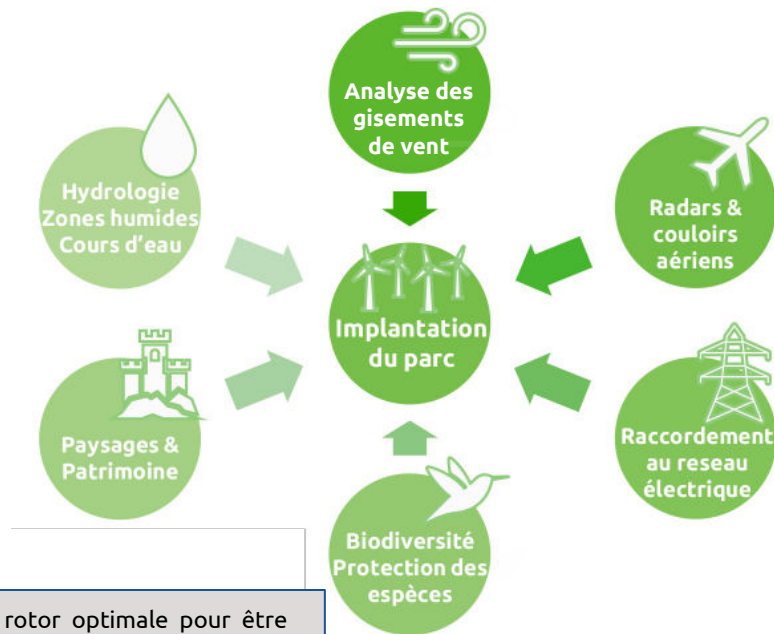 Analyse des
gisements
de vent
Hydrologie
Zones humides
Cours d'eau
Radars &
couloirs
aériens
Implantation
du parc
Paysages &
Patrimoine
Raccordement
au reseau
électrique
Biodiversité
Protection des
espèces
rotor optimale pour être